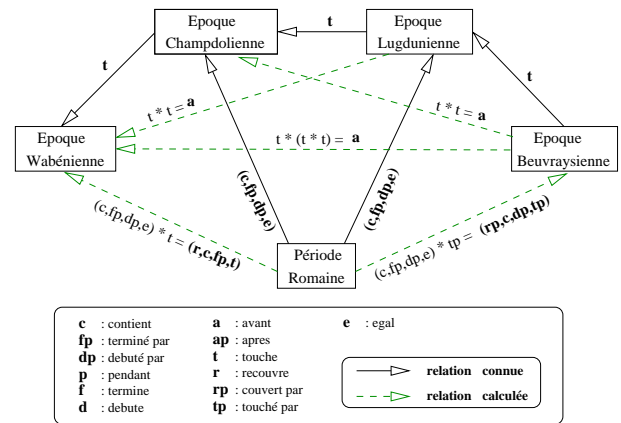 t
Epoque
Champdolienne
Epoque
Lugdunienne
t
t
t * t = a
t * t = a
Epoque
Wabénienne
t * (t * t) = a
Epoque
Beuvraysienne
(c,fp,dp,e)
(c,fp,dp,e)
(c,fp,dp,e) * t = (r,c,fp,t)
(c,fp,dp,e) * tp = (rp,c,dp,tp)
Période
Romaine
c : contient
fp : terminé par
dp : debuté par
p : pendant
f : termine
d : debute
a : avant
ap : apres
t : touche
r : recouvre
rp : couvert par
tp : touché par
e : egal
relation connue
relation calculée